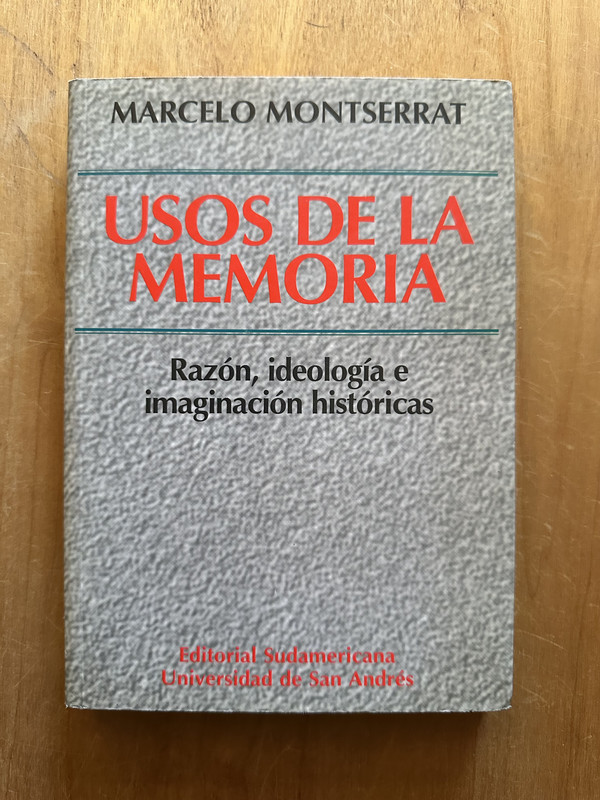 MARCELO MONTSERRAT
USOS DE LA
MEMORIA
Razón, ideología e
imaginación históricas
Editorial Sudamericana
Universidad de San Andrés